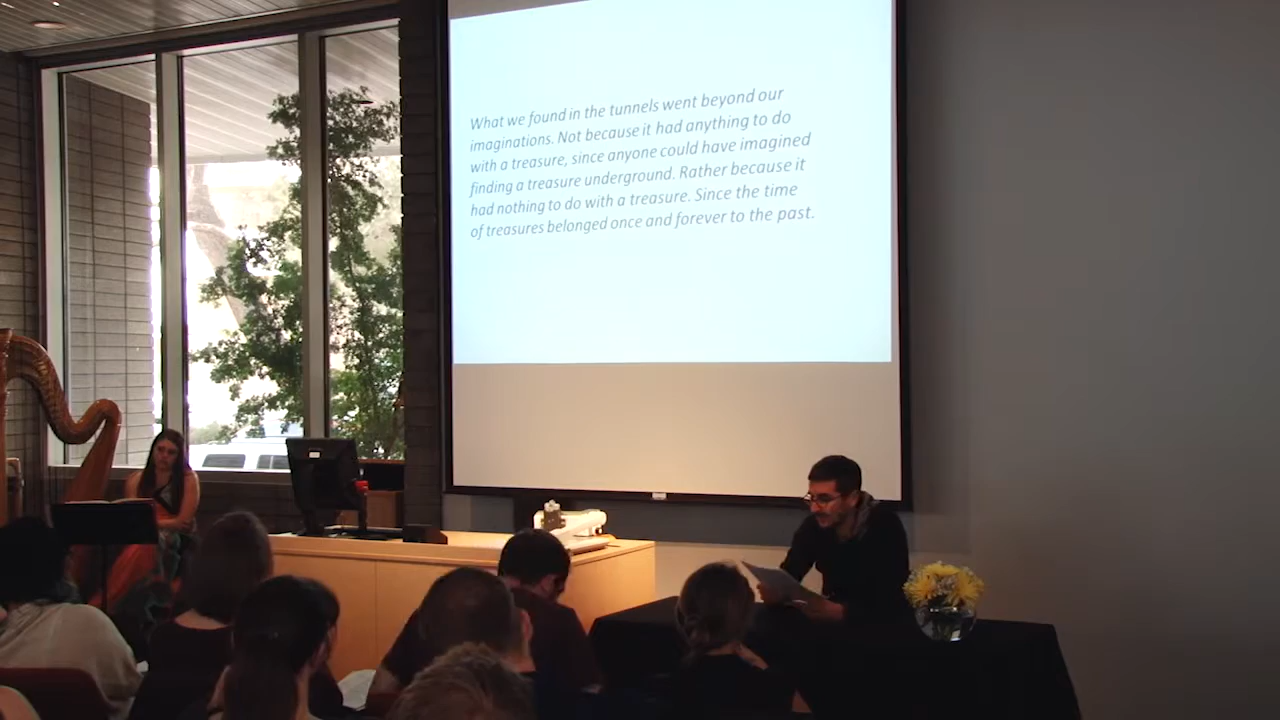 What we found in the tunnels went beyond our
imaginations. Not because it had anything to do
with a treasure, since anyone could have imagined
finding a treasure underground. Rather because it
had nothing to do with a treasure. Since the time
of treasures belonged once and forever to the past.